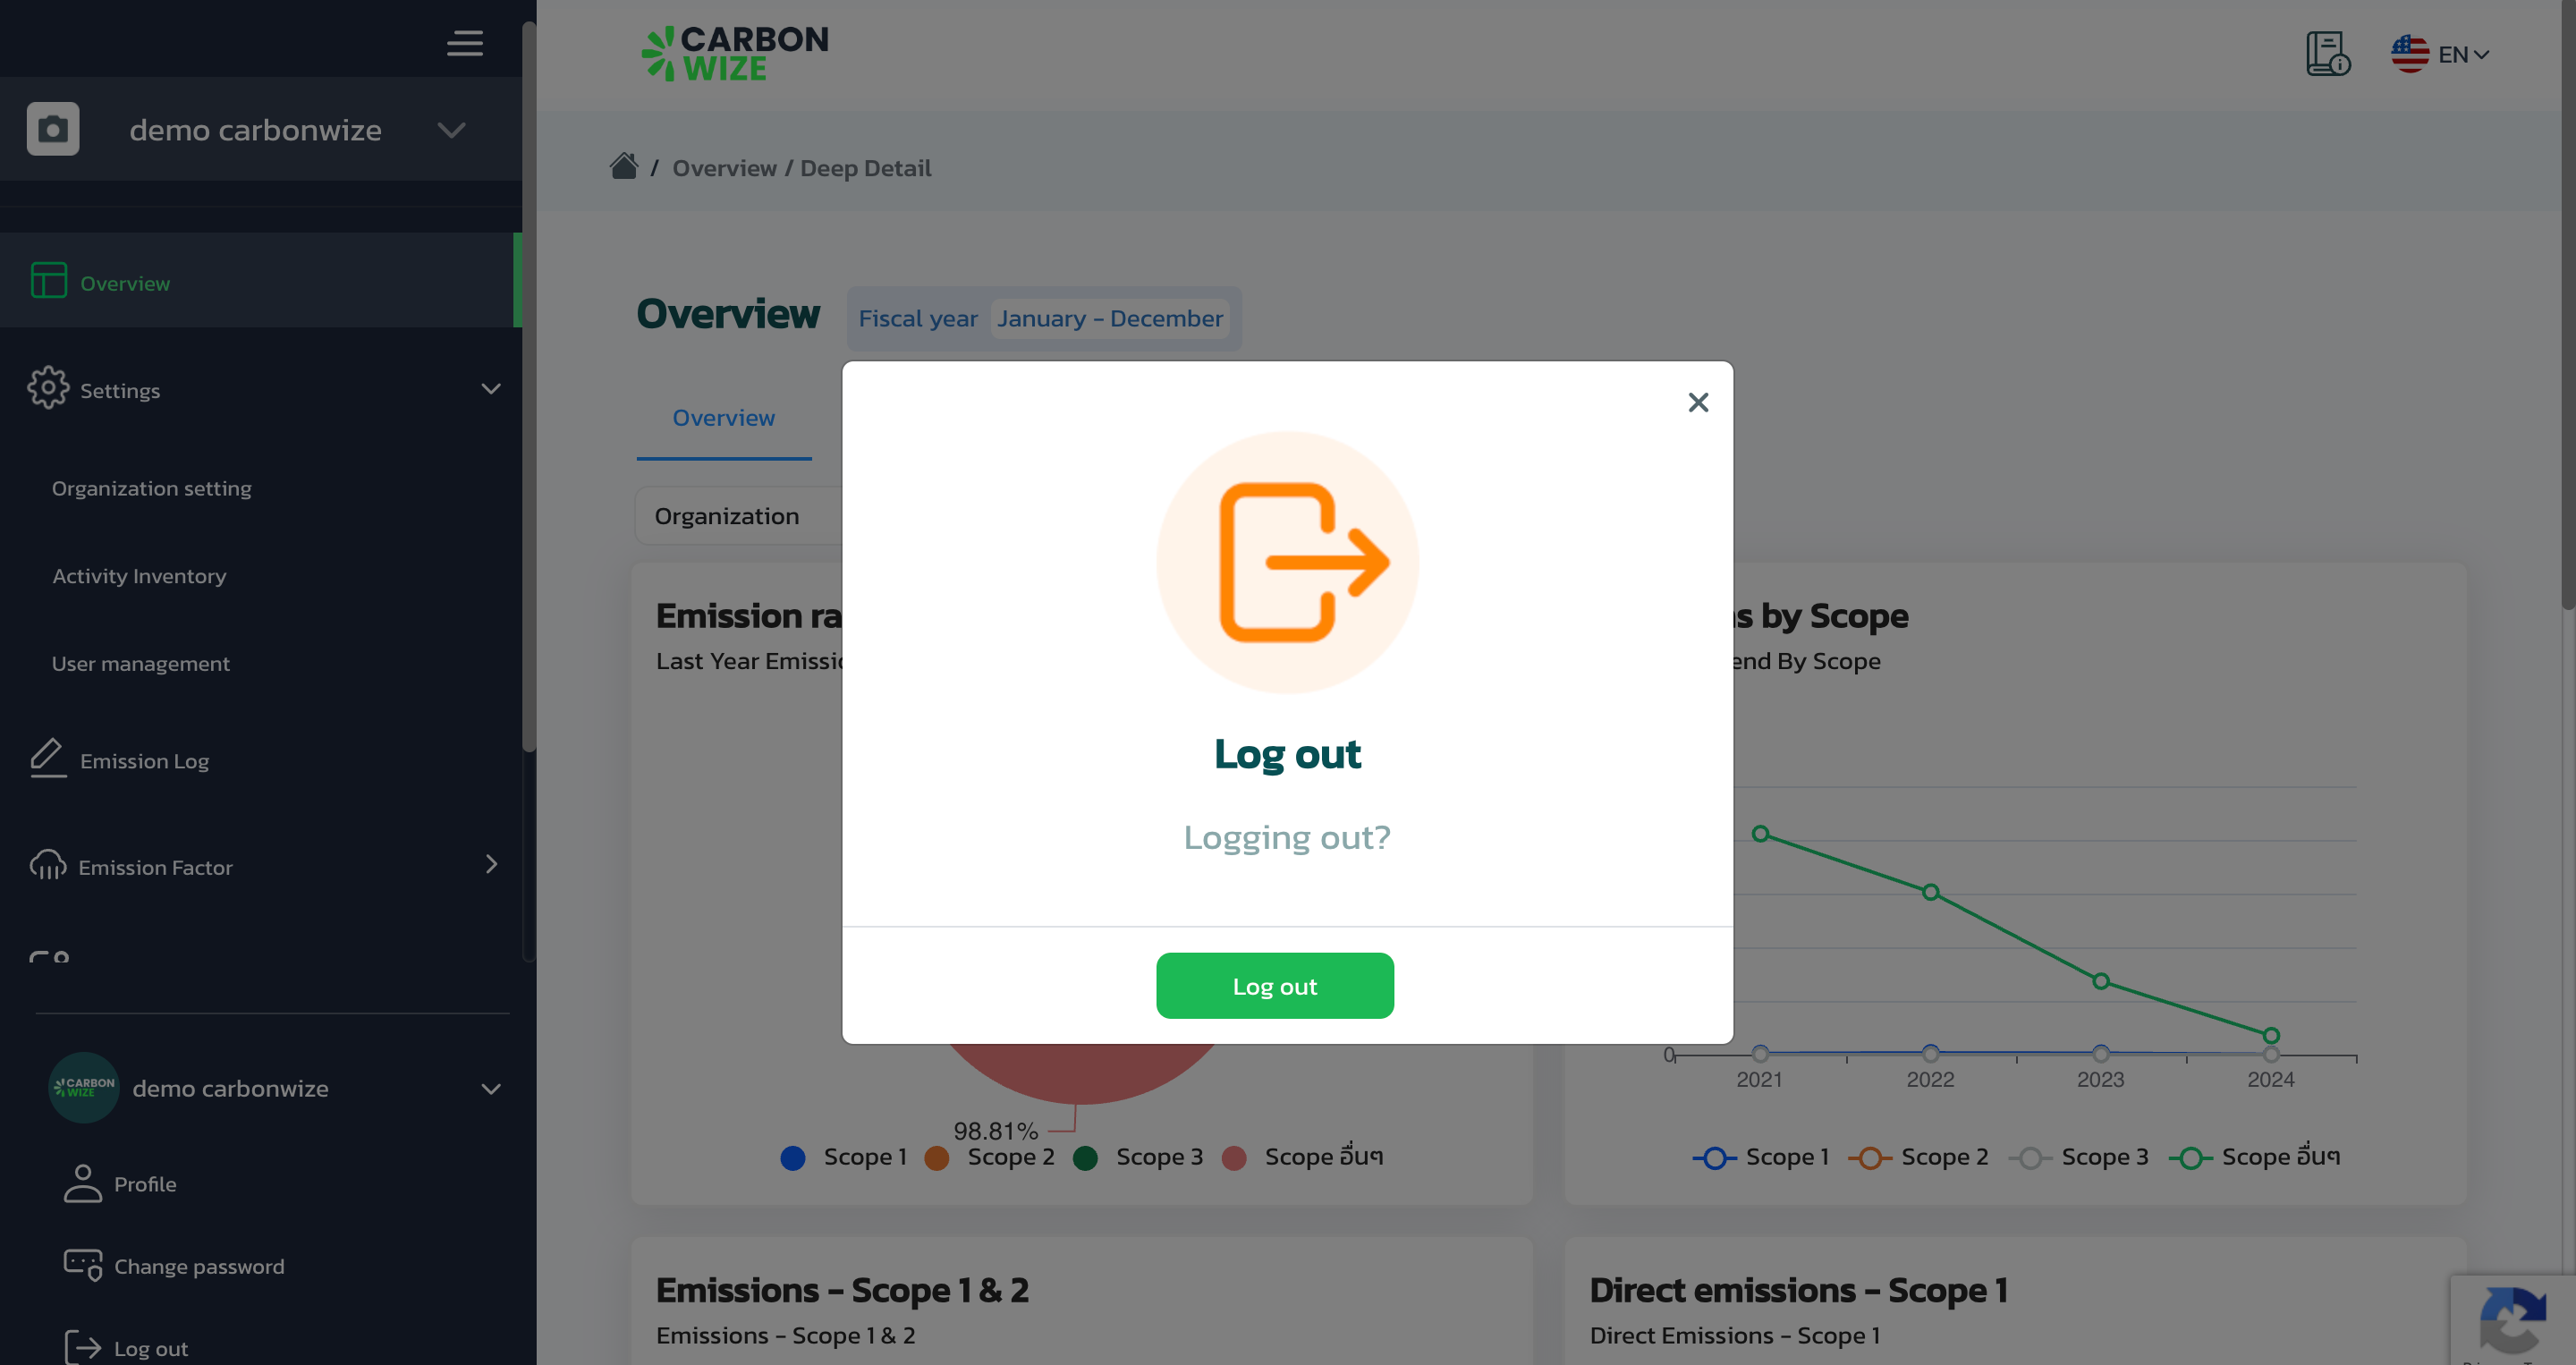 demo carbonwize
Overview
Settings
Organization setting
Activity Inventory
User management
Emission Log
Emission Factor
CARBON
WIZE
demo carbonwize
Profile
Change password
Log out
CARBON
WIZE
EN
/ Overview / Deep Detail
Overview
Fiscal year January - December
Overview
Organization
Emission ra
Last Year Emissi
98.81%
Scope 1 Scope 2 Scope 3 Scope อื่นๆ
s by Scope
end By Scope
0
2021 2022 2023 2024
Scope 1 Scope 2 Scope 3 Scope อื่นๆ
Emissions - Scope 1 & 2
Emissions - Scope 1 & 2
Direct emissions - Scope 1
Direct Emissions - Scope 1
Log out
Logging out?
Log out